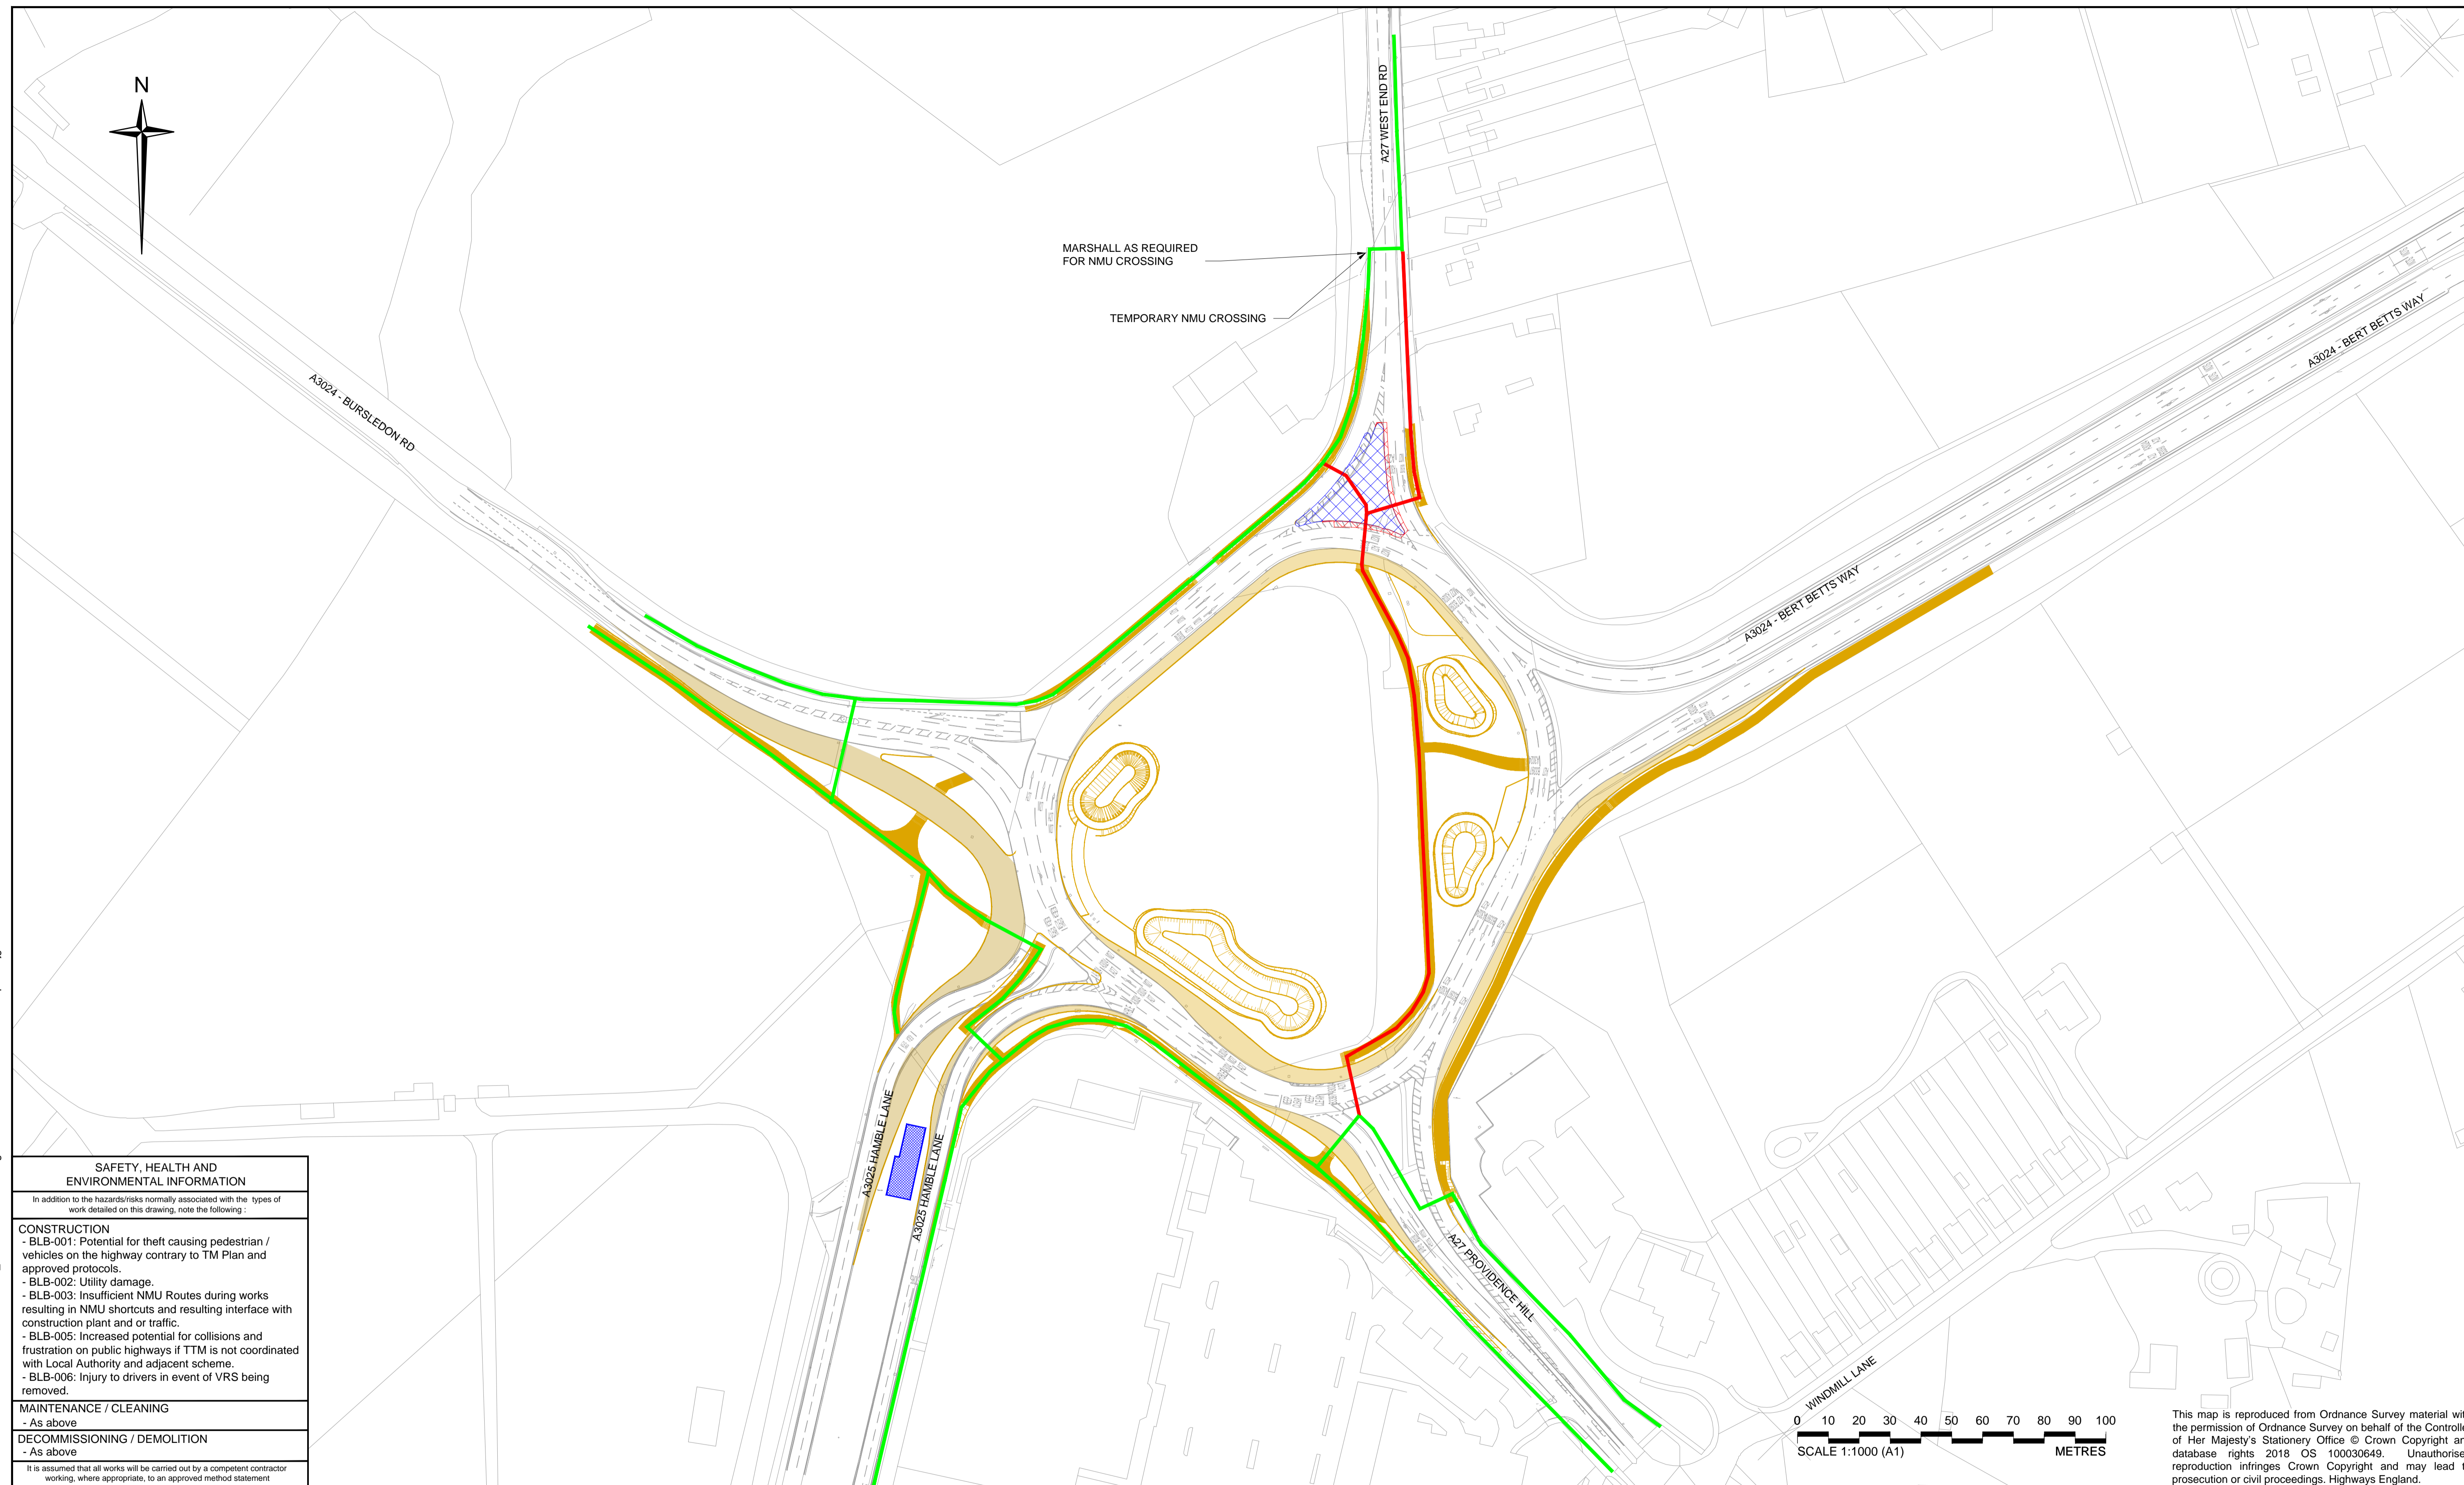 N
A27 WEST END RD
MARSHALL AS REQUIRED
FOR NMU CROSSING
TEMPORARY NMU CROSSING
A3024 - BURSLEDON RD
A3024 - BERT BETTS WAY
A3024 - BERT BETTS WAY
A3025 HAMBLE LANE
A3025 HAMBLE LANE
A27 PROVIDENCE HILL
WINDMILL LANE
SAFETY, HEALTH AND
ENVIRONMENTAL INFORMATION
In addition to the hazards/risks normally associated with the types of
work detailed on this drawing, note the following :
CONSTRUCTION
- BLB-001: Potential for theft causing pedestrian /
vehicles on the highway contrary to TM Plan and
approved protocols.
- BLB-002: Utility damage.
- BLB-003: Insufficient NMU Routes during works
resulting in NMU shortcuts and resulting interface with
construction plant and or traffic.
- BLB-005: Increased potential for collisions and
frustration on public highways if TTM is not coordinated
with Local Authority and adjacent scheme.
- BLB-006: Injury to drivers in event of VRS being
removed.
MAINTENANCE / CLEANING
- As above
DECOMMISSIONING / DEMOLITION
- As above
It is assumed that all works will be carried out by a competent contractor
working, where appropriate, to an approved method statement
0 10 20 30 40 50 60 70 80 90 100
SCALE 1:1000 (A1) METRES
This map is reproduced from Ordnance Survey material wit
the permission of Ordnance Survey on behalf of the Controlle
of Her Majesty's Stationery Office © Crown Copyright an
database rights 2018 OS 100030649. Unauthorise
reproduction infringes Crown Copyright and may lead t
prosecution or civil proceedings. Highways England.